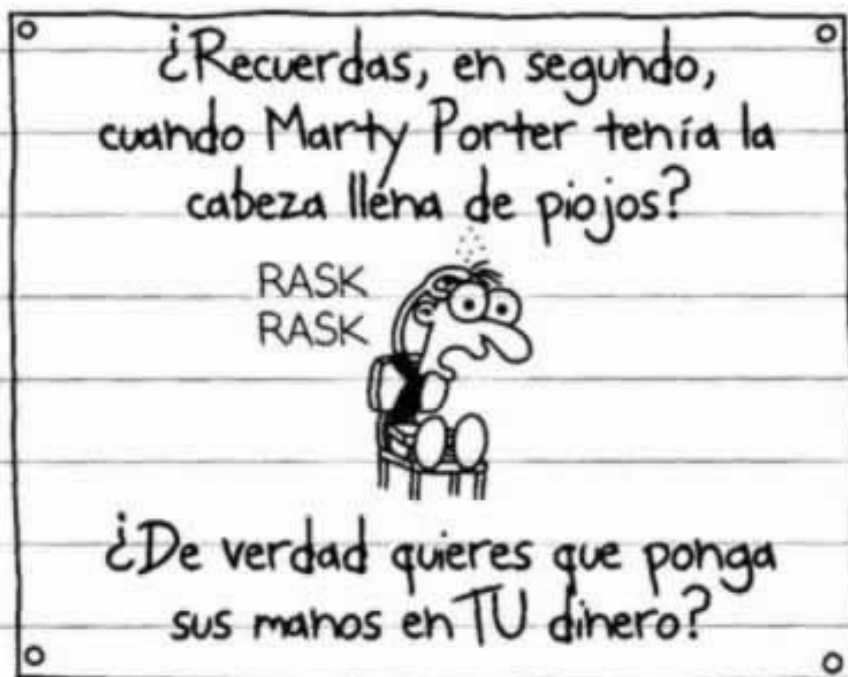 ¿Recuerdas, en segundo,
cuando Marty Porter tenía la
cabeza llena de piojos?
RASK
RASK
¿De verdad quieres que ponga
sus manos en TU dinero?